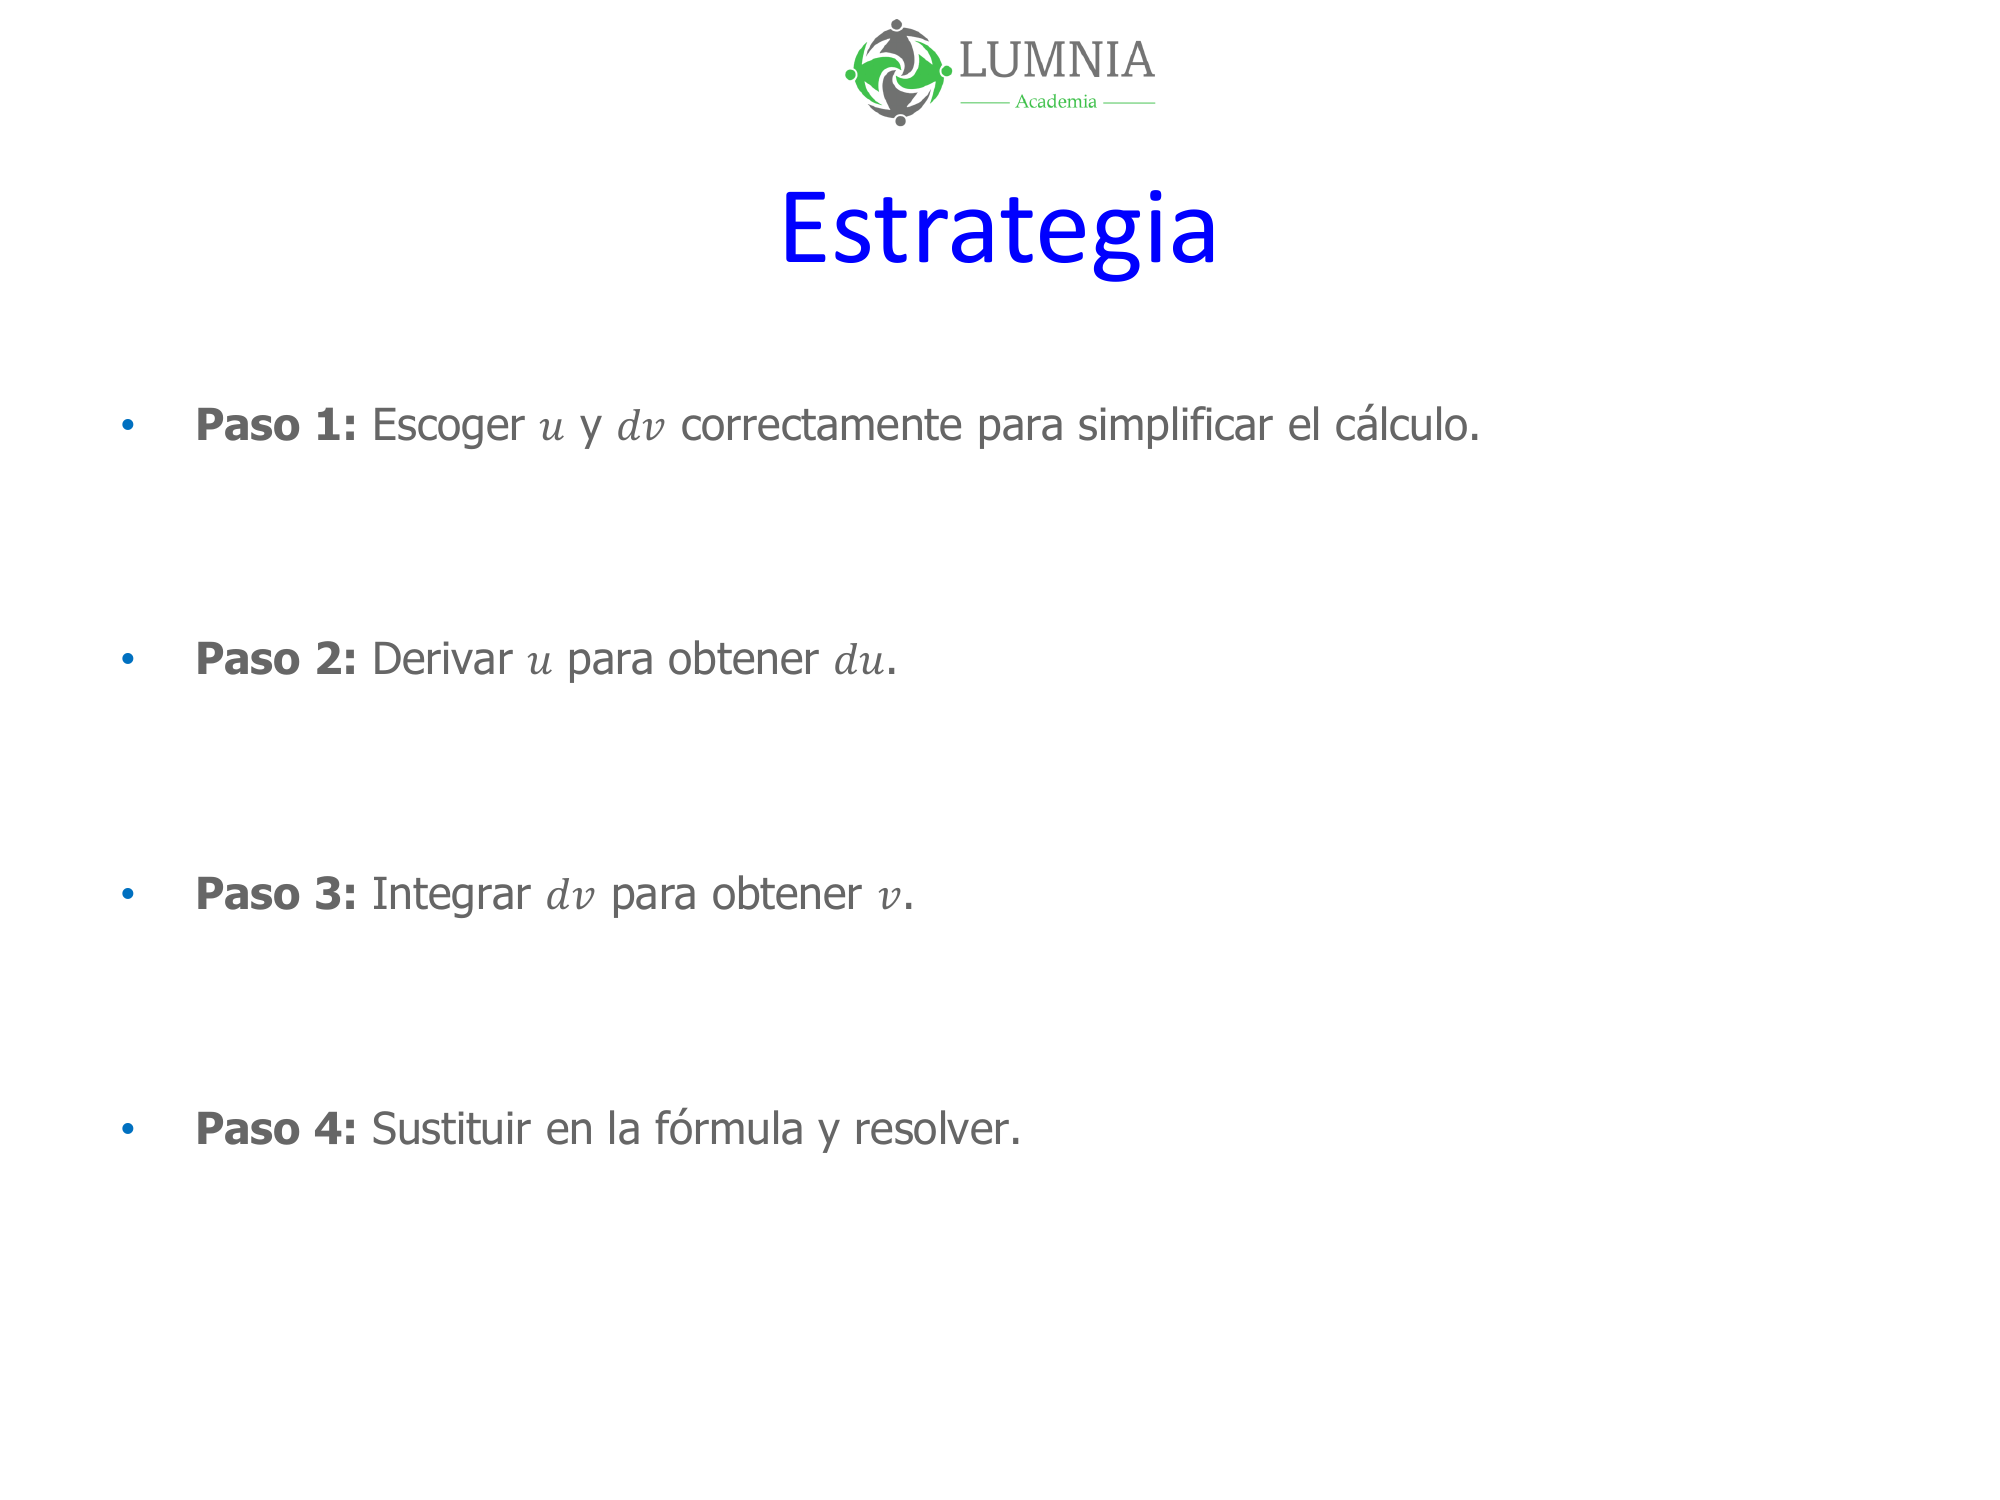 LUMNIA
Academia
Estrategia
• Paso 1: Escoger 𝑢 y 𝑑𝑣 correctamente para simplificar el cálculo.
• Paso 2: Derivar 𝑢 para obtener 𝑑𝑢.
• Paso 3: Integrar 𝑑𝑣 para obtener 𝑣.
• Paso 4: Sustituir en la fórmula y resolver.